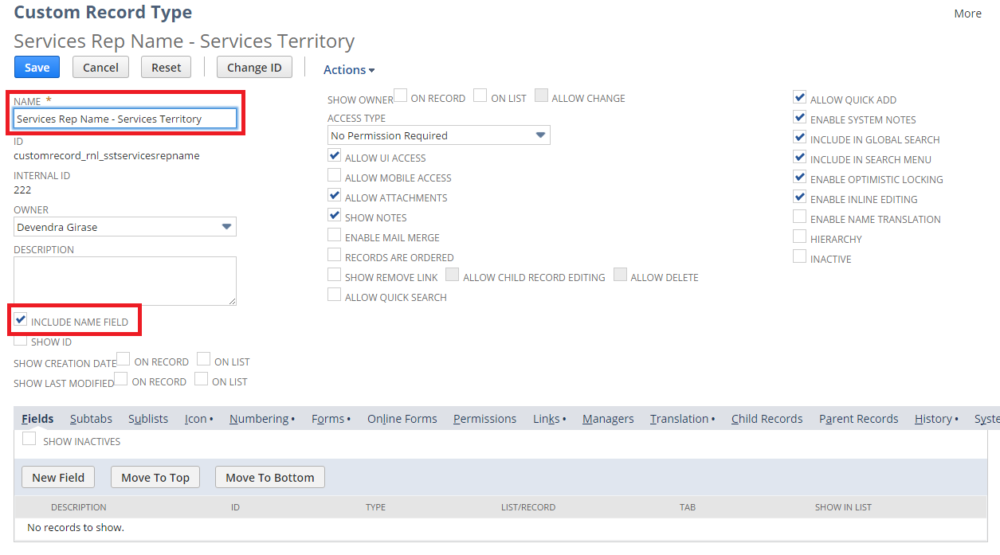 Custom Record Type
More
Services Rep Name - Services Territory
Save Cancel Reset Change ID Actions
NAME *
Services Rep Name - Services Territory
ID
customrecord_rnl_sstservicesrepname
INTERNAL ID
222
OWNER
Devendra Girase
DESCRIPTION
INCLUDE NAME FIELD
SHOW ID
SHOW CREATION DATE ON RECORD ON LIST
SHOW LAST MODIFIED ON RECORD ON LIST
SHOW OWNER ON RECORD ON LIST ALLOW CHANGE
ACCESS TYPE
No Permission Required
ALLOW UI ACCESS
ALLOW MOBILE ACCESS
ALLOW ATTACHMENTS
SHOW NOTES
ENABLE MAIL MERGE
RECORDS ARE ORDERED
SHOW REMOVE LINK ALLOW CHILD RECORD EDITING ALLOW DELETE
ALLOW QUICK SEARCH
ALLOW QUICK ADD
ENABLE SYSTEM NOTES
INCLUDE IN GLOBAL SEARCH
INCLUDE IN SEARCH MENU
ENABLE OPTIMISTIC LOCKING
ENABLE INLINE EDITING
ENABLE NAME TRANSLATION
HIERARCHY
INACTIVE
Fields Subtabs Sublists Icon • Numbering • Forms • Online Forms Permissions Links • Managers Translation • Child Records Parent Records History • Syste
SHOW INACTIVES
New Field Move To Top Move To Bottom
DESCRIPTION ID TYPE LIST/RECORD TAB SHOW IN LIST
No records to show.